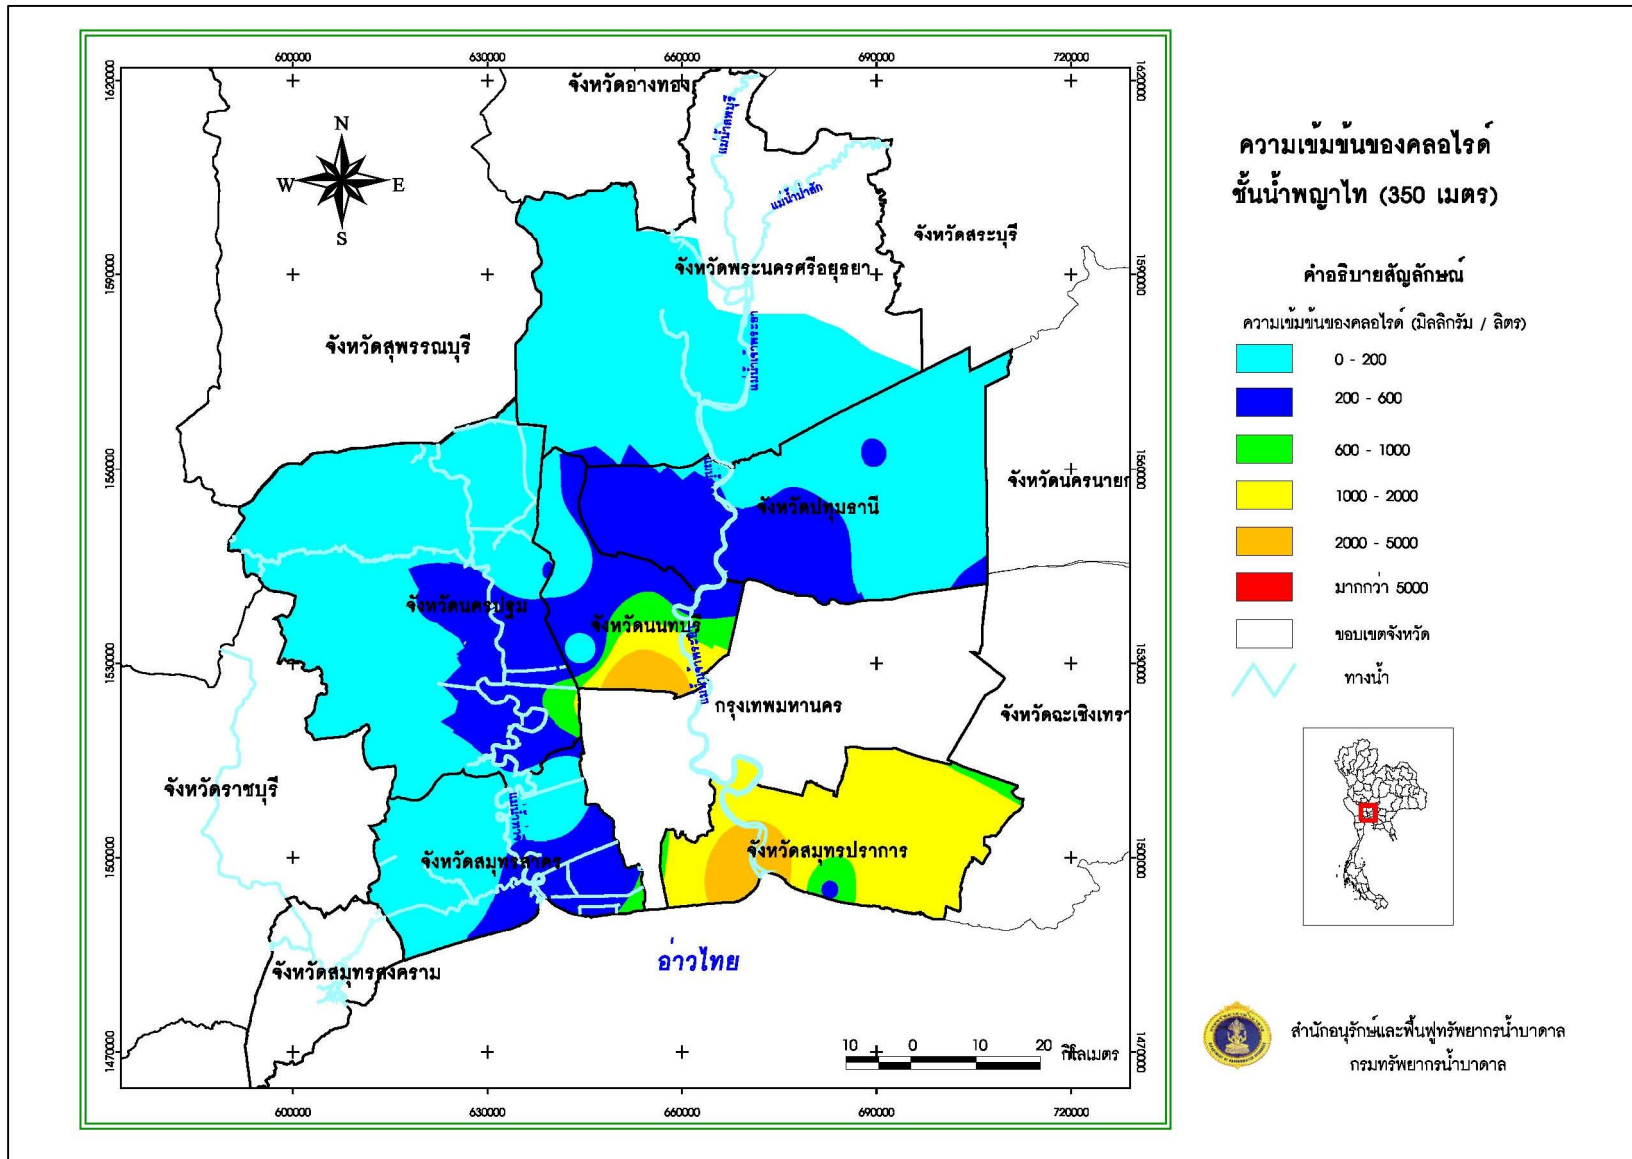 600000 630000 660000 690000 720000
1620000
1620000
จังหวัดอ่างทอง
N
W E
S
แม่น้ำลพบุรี
แม่น้ำป่าสัก
จังหวัดสระบุรี
1590000
จังหวัดพระนครศรีอยุธยา
1590000
แม่น้ำเจ้าพระยา
จังหวัดสุพรรณบุรี
1560000
1560000
จังหวัดนครนายก
จังหวัดปทุมธานี
จังหวัดนครปฐม
จังหวัดนนทบุรี
1530000
1530000
กรุงเทพมหานคร
จังหวัดฉะเชิงเทรา
จังหวัดราชบุรี
จังหวัดสมุทรสาคร
จังหวัดสมุทรปราการ
1500000
1500000
อ่าวไทย
จังหวัดสมุทรสงคราม
1470000
1470000
10 0 10 20 กิโลเมตร
600000 630000 660000 690000 720000
ความเข้มข้นของคลอไรด์
ชั้นน้ำพญาไท (350 เมตร)
คำอธิบายสัญลักษณ์
ความเข้มข้นของคลอไรด์ (มิลลิกรัม / ลิตร)
0 - 200
200 - 600
600 - 1000
1000 - 2000
2000 - 5000
มากกว่า 5000
ขอบเขตจังหวัด
ทางน้ำ
สำนักอนุรักษ์และฟื้นฟูทรัพยากรน้ำบาดาล
กรมทรัพยากรน้ำบาดาล